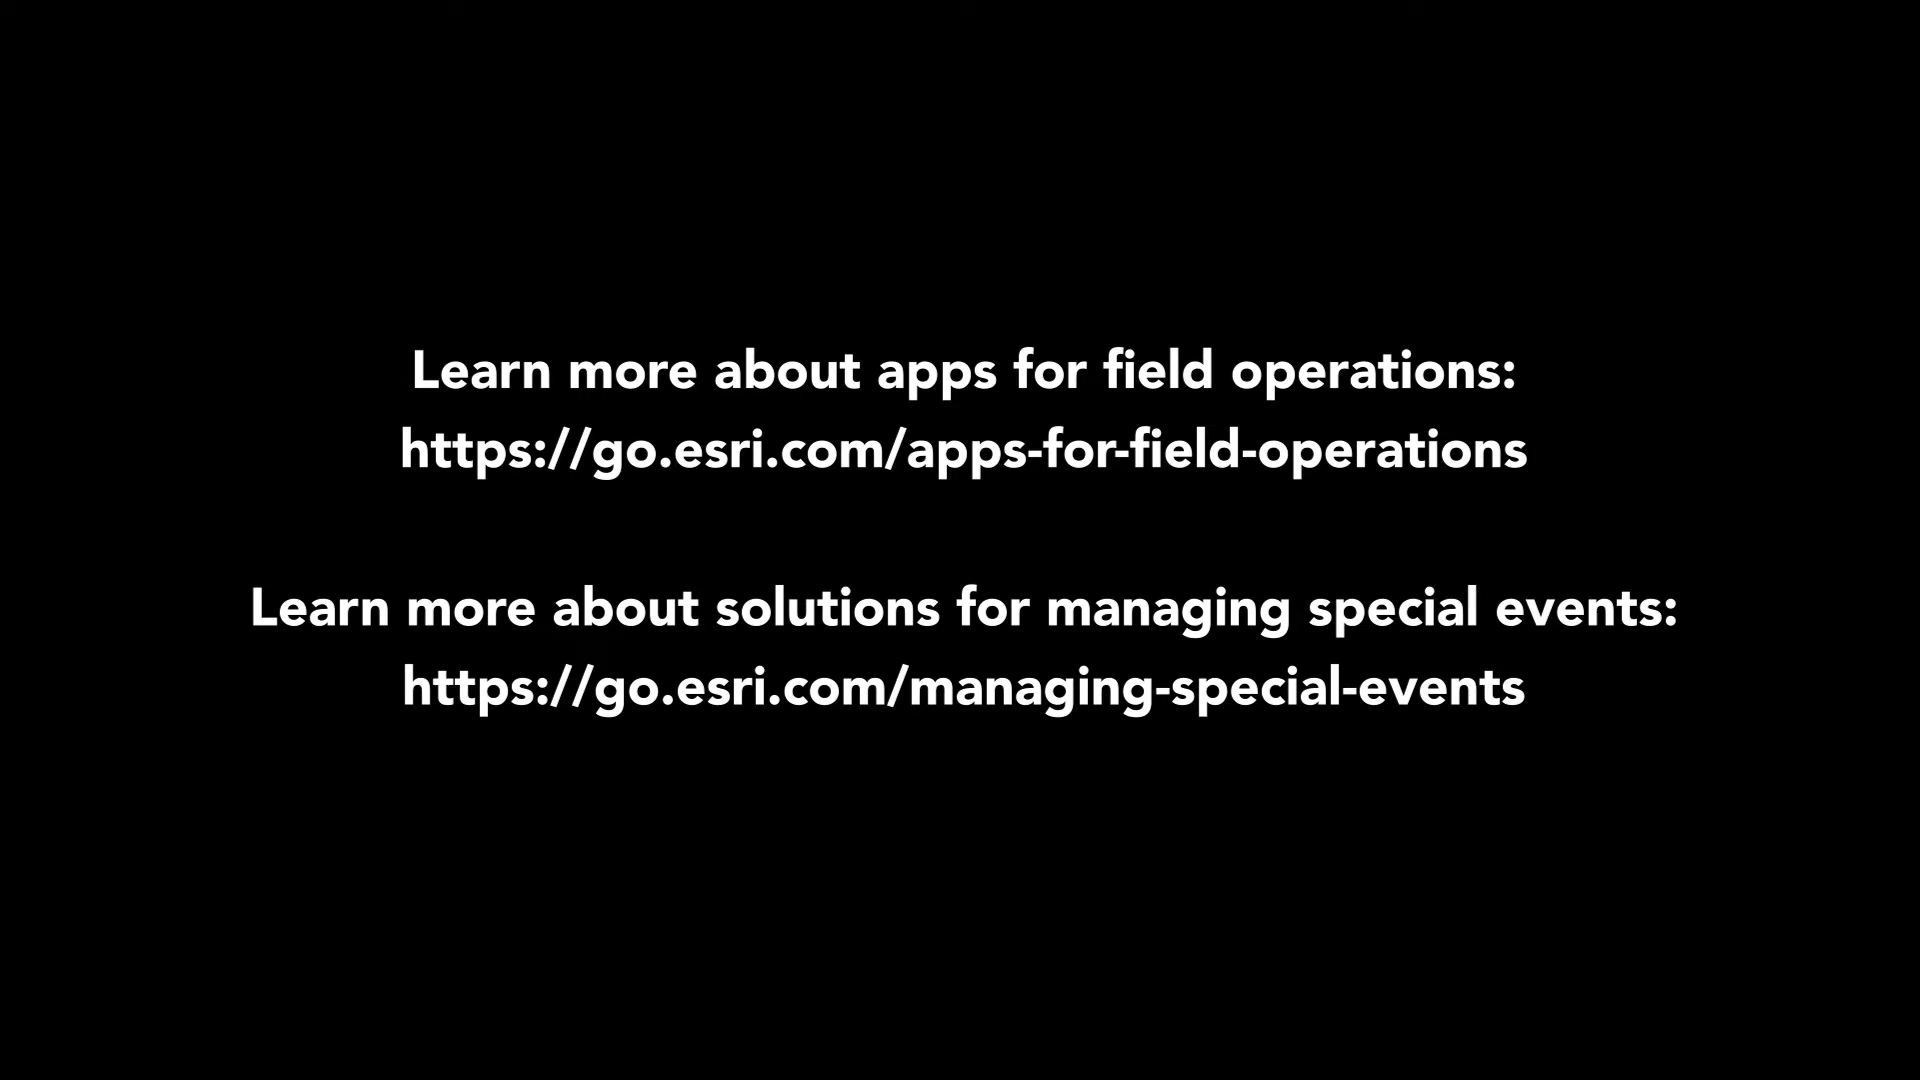 Learn more about apps for field operations:
https://go.esri.com/apps-for-field-operations
Learn more about solutions for managing special events:
https://go.esri.com/managing-special-events